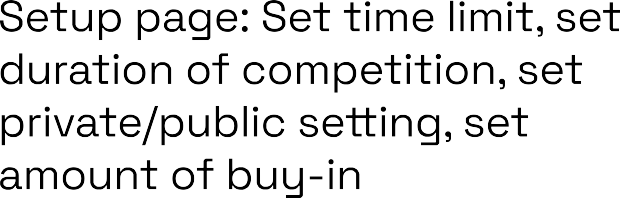 Setup page: Set time limit, set
duration of competition, set
private/public setting, set
amount of buy-in